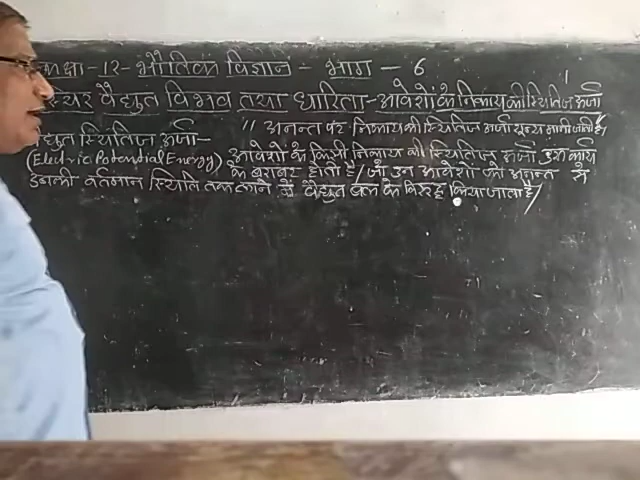 कक्षा - 12 - भौतिक विज्ञान - भाग - 6
स्थिर वैद्युत विभव तथा धारिता - आवेशों के निकाय की स्थितिज ऊर्जा
" अनन्त पर निकाय की स्थितिज ऊर्जा शून्य मानी जाती है
वैद्युत स्थितिज ऊर्जा -
(Electric Potential Energy) आवेशों के किसी निकाय की स्थितिज ऊर्जा उस कार्य
के बराबर होती है / जो उन आवेशों को अनन्त से
उनकी वर्तमान स्थिति तक लाने में वैद्युत बल के विरुद्ध किया जाता है /